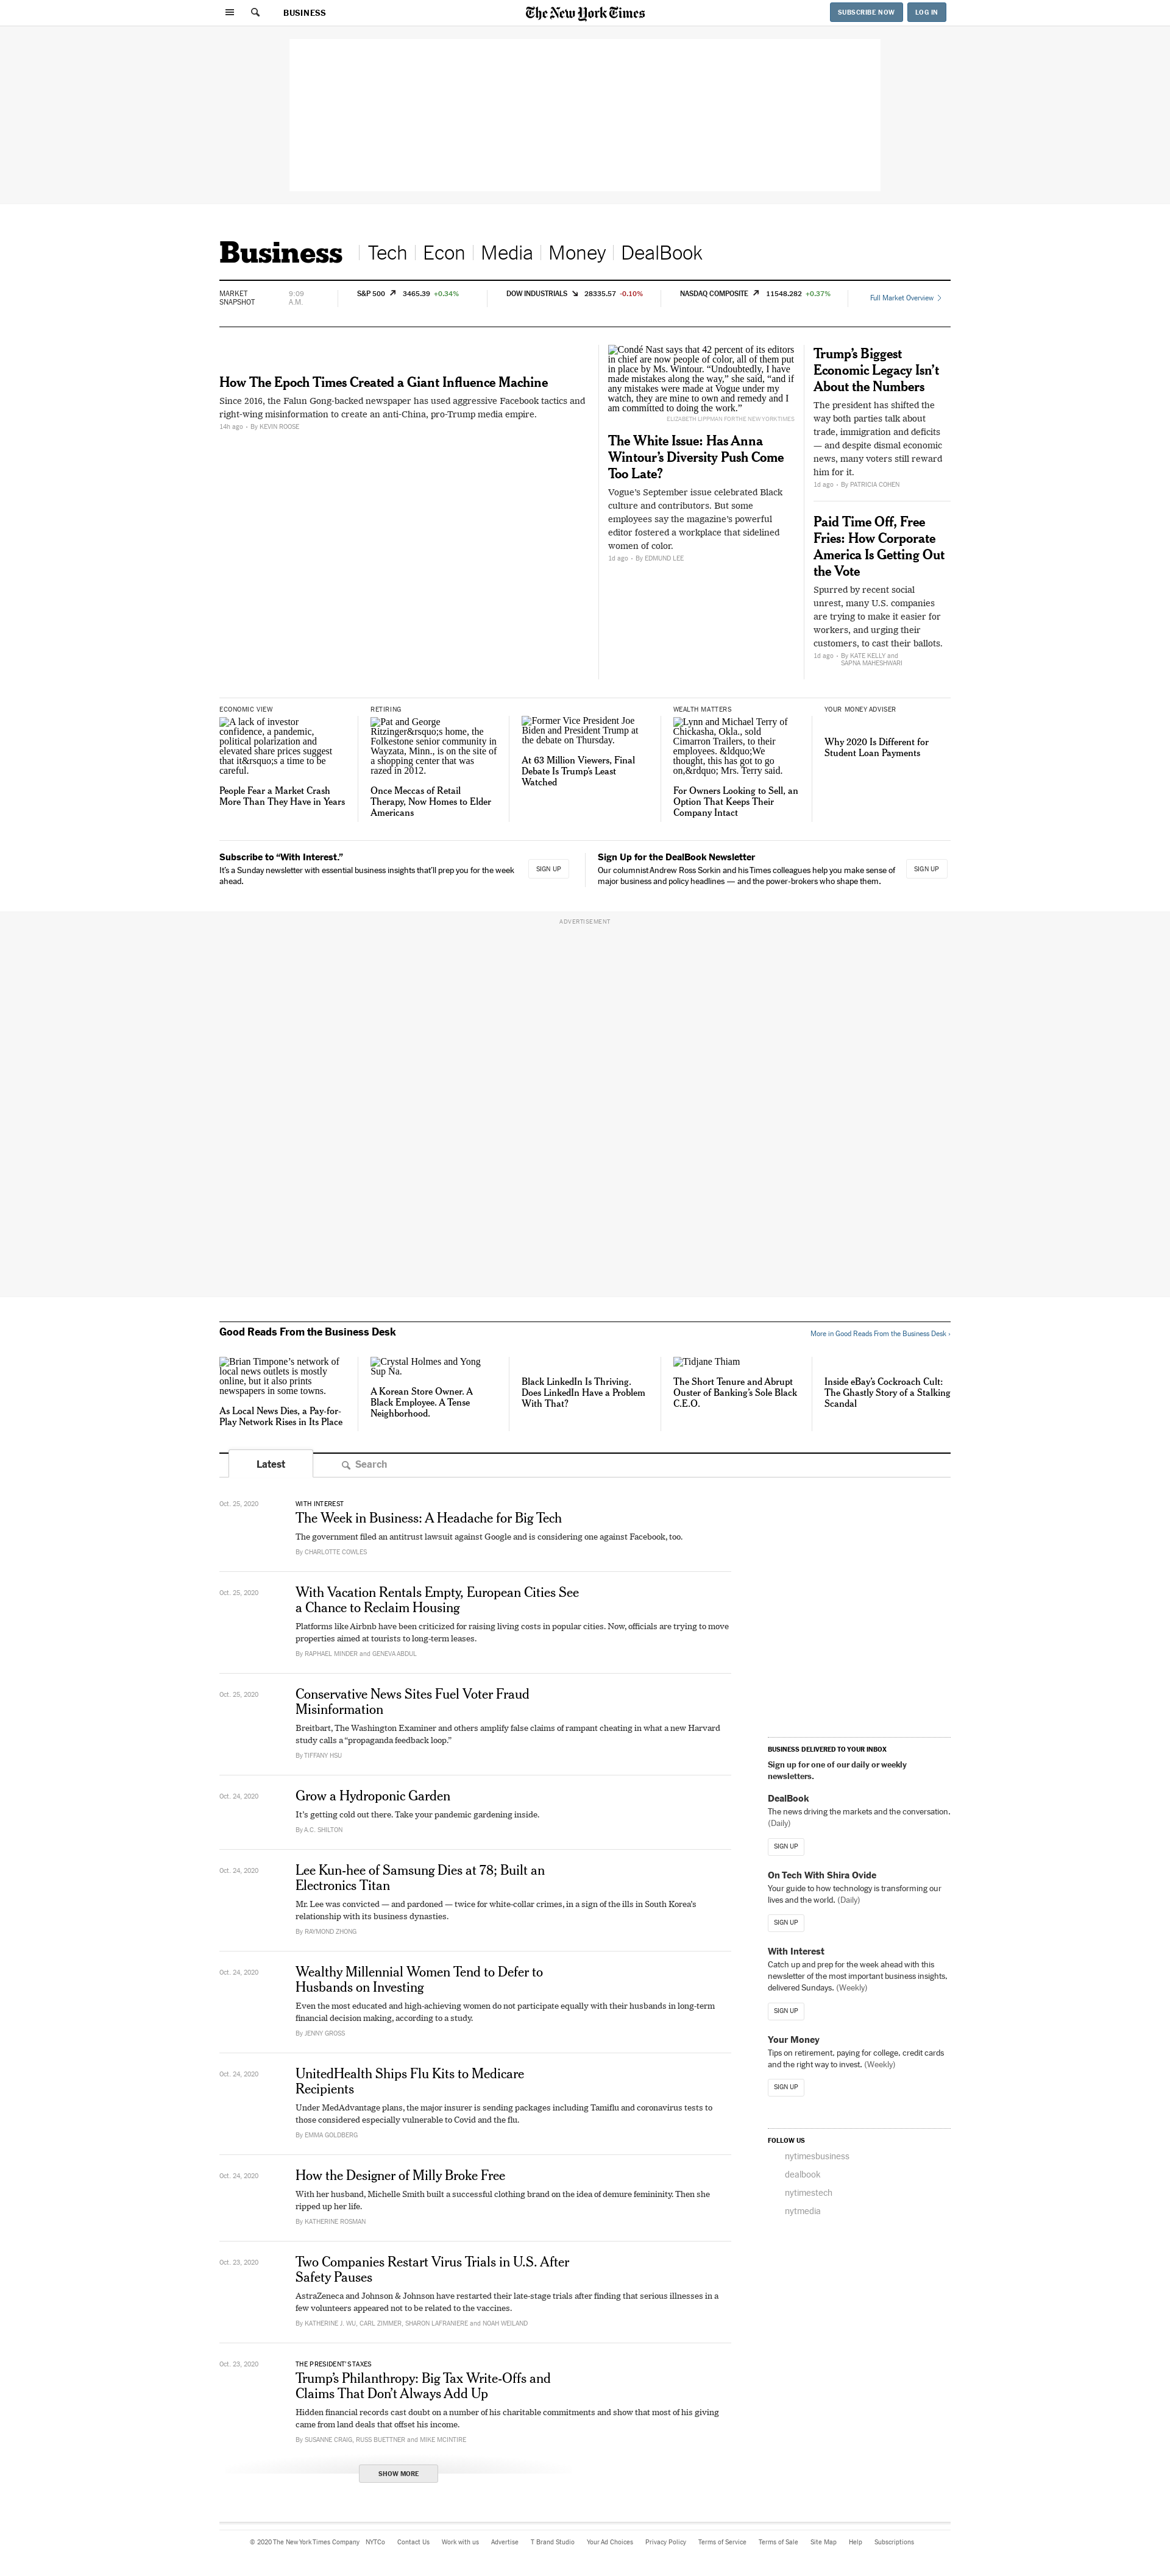 BUSINESS
The New York Times
SUBSCRIBE NOW
LOG IN
Business
Tech
Econ
Media
Money
DealBook
MARKET
SNAPSHOT
9:09
A.M.
S&P 500 3465.39 +0.34%
DOW INDUSTRIALS 28335.57 -0.10%
NASDAQ COMPOSITE 11548.282 +0.37%
Full Market Overview
How The Epoch Times Created a Giant Influence Machine
Since 2016, the Falun Gong-backed newspaper has used aggressive Facebook tactics and
right-wing misinformation to create an anti-China, pro-Trump media empire.
14h ago • By KEVIN ROOSE
Condé Nast says that 42 percent of its editors
in chief are now people of color, all of them put
in place by Ms. Wintour. “Undoubtedly, I have
made mistakes along the way,” she said, “and if
any mistakes were made at Vogue under my
watch, they are mine to own and remedy and I
am committed to doing the work.”
ELIZABETH LIPPMAN FOR THE NEW YORK TIMES
The White Issue: Has Anna
Wintour’s Diversity Push Come
Too Late?
Vogue’s September issue celebrated Black
culture and contributors. But some
employees say the magazine’s powerful
editor fostered a workplace that sidelined
women of color.
1d ago • By EDMUND LEE
Trump’s Biggest
Economic Legacy Isn’t
About the Numbers
The president has shifted the
way both parties talk about
trade, immigration and deficits
— and despite dismal economic
news, many voters still reward
him for it.
1d ago • By PATRICIA COHEN
Paid Time Off, Free
Fries: How Corporate
America Is Getting Out
the Vote
Spurred by recent social
unrest, many U.S. companies
are trying to make it easier for
workers, and urging their
customers, to cast their ballots.
1d ago • By KATE KELLY and
SAPNA MAHESHWARI
ECONOMIC VIEW
A lack of investor
confidence, a pandemic,
political polarization and
elevated share prices suggest
that it&rsquo;s a time to be
careful.
People Fear a Market Crash
More Than They Have in Years
RETIRING
Pat and George
Ritzinger&rsquo;s home, the
Folkestone senior community in
Wayzata, Minn., is on the site of
a shopping center that was
razed in 2012.
Once Meccas of Retail
Therapy, Now Homes to Elder
Americans
Former Vice President Joe
Biden and President Trump at
the debate on Thursday.
At 63 Million Viewers, Final
Debate Is Trump’s Least
Watched
WEALTH MATTERS
Lynn and Michael Terry of
Chickasha, Okla., sold
Cimarron Trailers, to their
employees. &ldquo;We
thought, this has got to go
on,&rdquo; Mrs. Terry said.
For Owners Looking to Sell, an
Option That Keeps Their
Company Intact
YOUR MONEY ADVISER
Why 2020 Is Different for
Student Loan Payments
Subscribe to “With Interest.”
It’s a Sunday newsletter with essential business insights that’ll prep you for the week
ahead.
SIGN UP
Sign Up for the DealBook Newsletter
Our columnist Andrew Ross Sorkin and his Times colleagues help you make sense of
major business and policy headlines — and the power-brokers who shape them.
SIGN UP
ADVERTISEMENT
Good Reads From the Business Desk
More in Good Reads From the Business Desk ›
Brian Timpone’s network of
local news outlets is mostly
online, but it also prints
newspapers in some towns.
As Local News Dies, a Pay-for-
Play Network Rises in Its Place
Crystal Holmes and Yong
Sup Na.
A Korean Store Owner. A
Black Employee. A Tense
Neighborhood.
Black LinkedIn Is Thriving.
Does LinkedIn Have a Problem
With That?
Tidjane Thiam
The Short Tenure and Abrupt
Ouster of Banking’s Sole Black
C.E.O.
Inside eBay’s Cockroach Cult:
The Ghastly Story of a Stalking
Scandal
Latest
Search
Oct. 25, 2020
WITH INTEREST
The Week in Business: A Headache for Big Tech
The government filed an antitrust lawsuit against Google and is considering one against Facebook, too.
By CHARLOTTE COWLES
Oct. 25, 2020
With Vacation Rentals Empty, European Cities See
a Chance to Reclaim Housing
Platforms like Airbnb have been criticized for raising living costs in popular cities. Now, officials are trying to move
properties aimed at tourists to long-term leases.
By RAPHAEL MINDER and GENEVA ABDUL
Oct. 25, 2020
Conservative News Sites Fuel Voter Fraud
Misinformation
Breitbart, The Washington Examiner and others amplify false claims of rampant cheating in what a new Harvard
study calls a “propaganda feedback loop.”
By TIFFANY HSU
Oct. 24, 2020
Grow a Hydroponic Garden
It’s getting cold out there. Take your pandemic gardening inside.
By A.C. SHILTON
Oct. 24, 2020
Lee Kun-hee of Samsung Dies at 78; Built an
Electronics Titan
Mr. Lee was convicted — and pardoned — twice for white-collar crimes, in a sign of the ills in South Korea’s
relationship with its business dynasties.
By RAYMOND ZHONG
Oct. 24, 2020
Wealthy Millennial Women Tend to Defer to
Husbands on Investing
Even the most educated and high-achieving women do not participate equally with their husbands in long-term
financial decision making, according to a study.
By JENNY GROSS
Oct. 24, 2020
UnitedHealth Ships Flu Kits to Medicare
Recipients
Under MedAdvantage plans, the major insurer is sending packages including Tamiflu and coronavirus tests to
those considered especially vulnerable to Covid and the flu.
By EMMA GOLDBERG
Oct. 24, 2020
How the Designer of Milly Broke Free
With her husband, Michelle Smith built a successful clothing brand on the idea of demure femininity. Then she
ripped up her life.
By KATHERINE ROSMAN
Oct. 23, 2020
Two Companies Restart Virus Trials in U.S. After
Safety Pauses
AstraZeneca and Johnson & Johnson have restarted their late-stage trials after finding that serious illnesses in a
few volunteers appeared not to be related to the vaccines.
By KATHERINE J. WU, CARL ZIMMER, SHARON LAFRANIERE and NOAH WEILAND
Oct. 23, 2020
THE PRESIDENT'S TAXES
Trump’s Philanthropy: Big Tax Write-Offs and
Claims That Don’t Always Add Up
Hidden financial records cast doubt on a number of his charitable commitments and show that most of his giving
came from land deals that offset his income.
By SUSANNE CRAIG, RUSS BUETTNER and MIKE MCINTIRE
SHOW MORE
BUSINESS DELIVERED TO YOUR INBOX
Sign up for one of our daily or weekly
newsletters.
DealBook
The news driving the markets and the conversation.
(Daily)
SIGN UP
On Tech With Shira Ovide
Your guide to how technology is transforming our
lives and the world. (Daily)
SIGN UP
With Interest
Catch up and prep for the week ahead with this
newsletter of the most important business insights,
delivered Sundays. (Weekly)
SIGN UP
Your Money
Tips on retirement, paying for college, credit cards
and the right way to invest. (Weekly)
SIGN UP
FOLLOW US
nytimesbusiness
dealbook
nytimestech
nytmedia
© 2020 The New York Times Company NYTCo Contact Us Work with us Advertise T Brand Studio Your Ad Choices Privacy Policy Terms of Service Terms of Sale Site Map Help Subscriptions